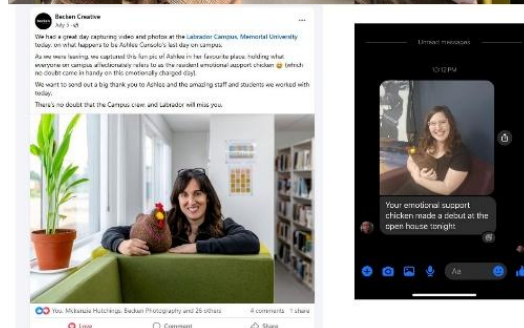 Becken Creative
July 5 ·
We had a great day capturing video and photos at the Labrador Campus, Memorial University
today, on what happens to be Ashlee Cunsolo's last day on campus.
As we were leaving, we captured this fun pic of Ashlee in her favourite place, holding what
everyone on campus affectionately refers to as the resident emotional support chicken 😄 (which
no doubt came in handy on this emotionally charged day).
We want to send out a big thank you to Ashlee and the amazing staff and students we worked with
today.
There's no doubt that the Campus crew, and Labrador will miss you.
You, Mckenzie Hutchings, Becken Photography and 26 others
4 comments 1 share
Love
Comment
Share
Unread messages
10:12 PM
Your emotional support
chicken made a debut at the
open house tonight
Aa